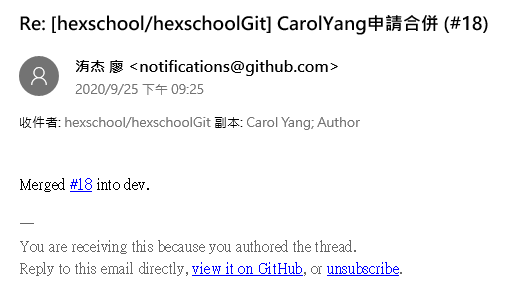 Re: [hexschool/hexschoolGit] CarolYang申請合併 (#18)
洧杰 廖 <notifications@github.com>
2020/9/25 下午 09:25
收件者: hexschool/hexschoolGit 副本: Carol Yang; Author
Merged #18 into dev.
—
You are receiving this because you authored the thread.
Reply to this email directly, view it on GitHub, or unsubscribe.